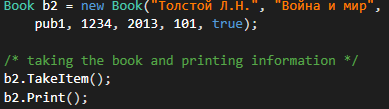 Book b2 = new Book("Толстой Л.Н.", "Война и мир",
pub1, 1234, 2013, 101, true);
/* taking the book and printing information */
b2.TakeItem();
b2.Print();